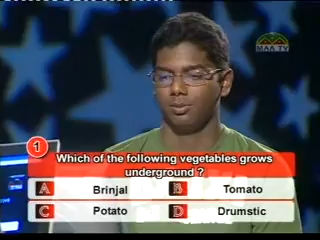 MAA TV
1
Which of the following vegetables grows
underground ?
A Brinjal
B Tomato
C Potato
D Drumstic